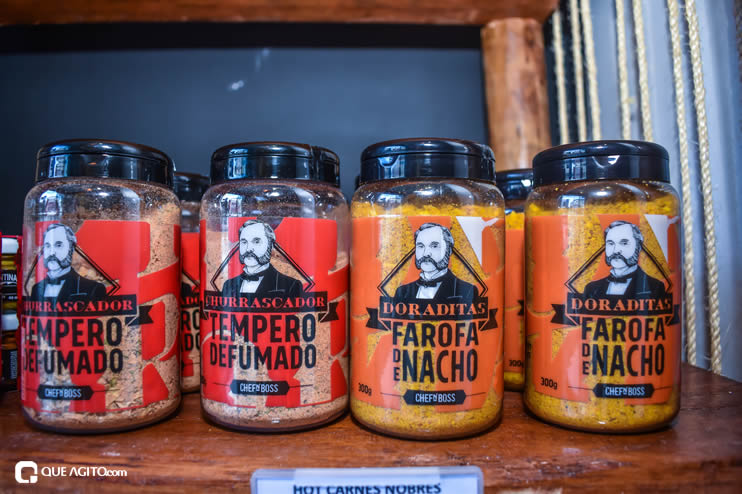 CHURRASCADOR
TEMPERO
DEFUMADO
CHEF N' BOSS
CHURRASCADOR
TEMPERO
DEFUMADO
CHEF N' BOSS
DORADITAS
FAROFA
DE NACHO
CHEF N' BOSS
300g
DORADITAS
FAROFA
DE NACHO
300g
CHEF N' BOSS
300g
QUE AGITO.com
HOT CARNES NOBRES